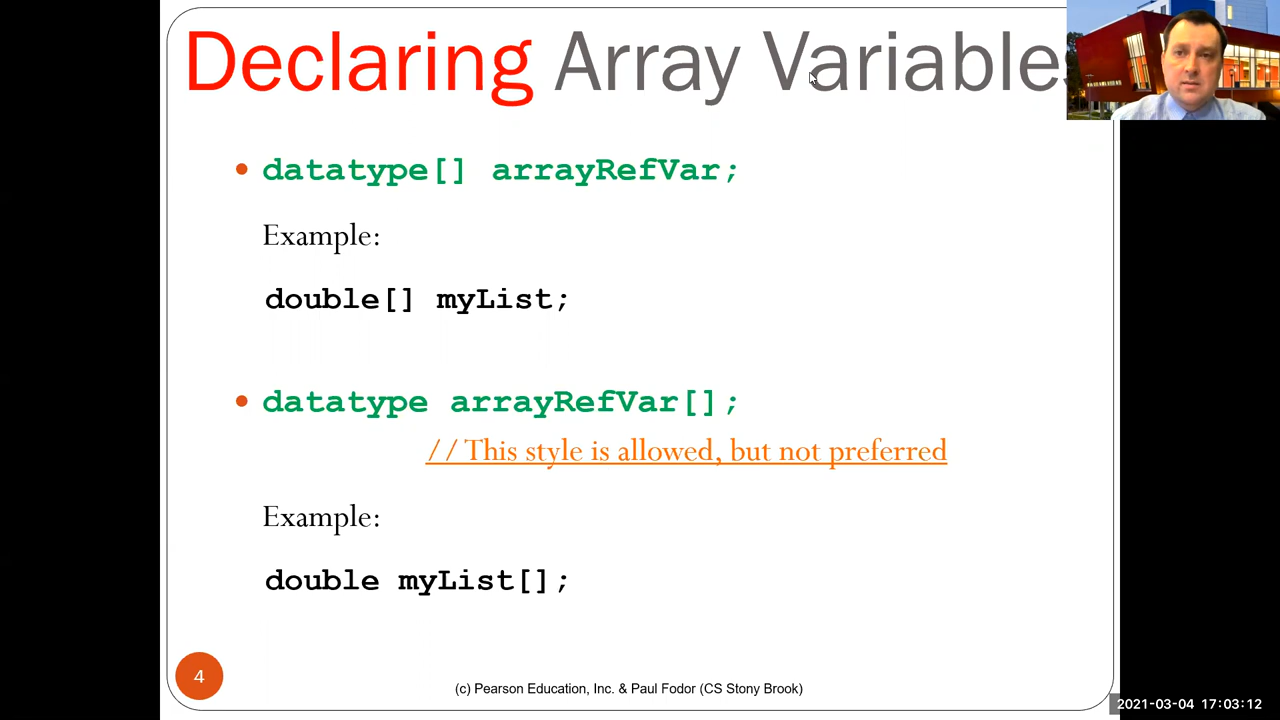 Declaring Array Variables
• datatype[] arrayRefVar;
Example:
double[] myList;
• datatype arrayRefVar[];
// This style is allowed, but not preferred
Example:
double myList[];
4
(c) Pearson Education, Inc. & Paul Fodor (CS Stony Brook)
2021-03-04 17:03:12